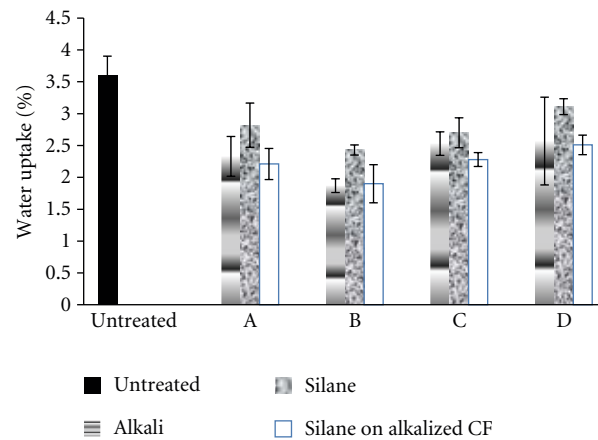 4.5
4
3.5
3
2.5
2
1.5
1
0.5
0
Water uptake (%)
Untreated A B C D
Untreated Silane
Alkali Silane on alkalized CF